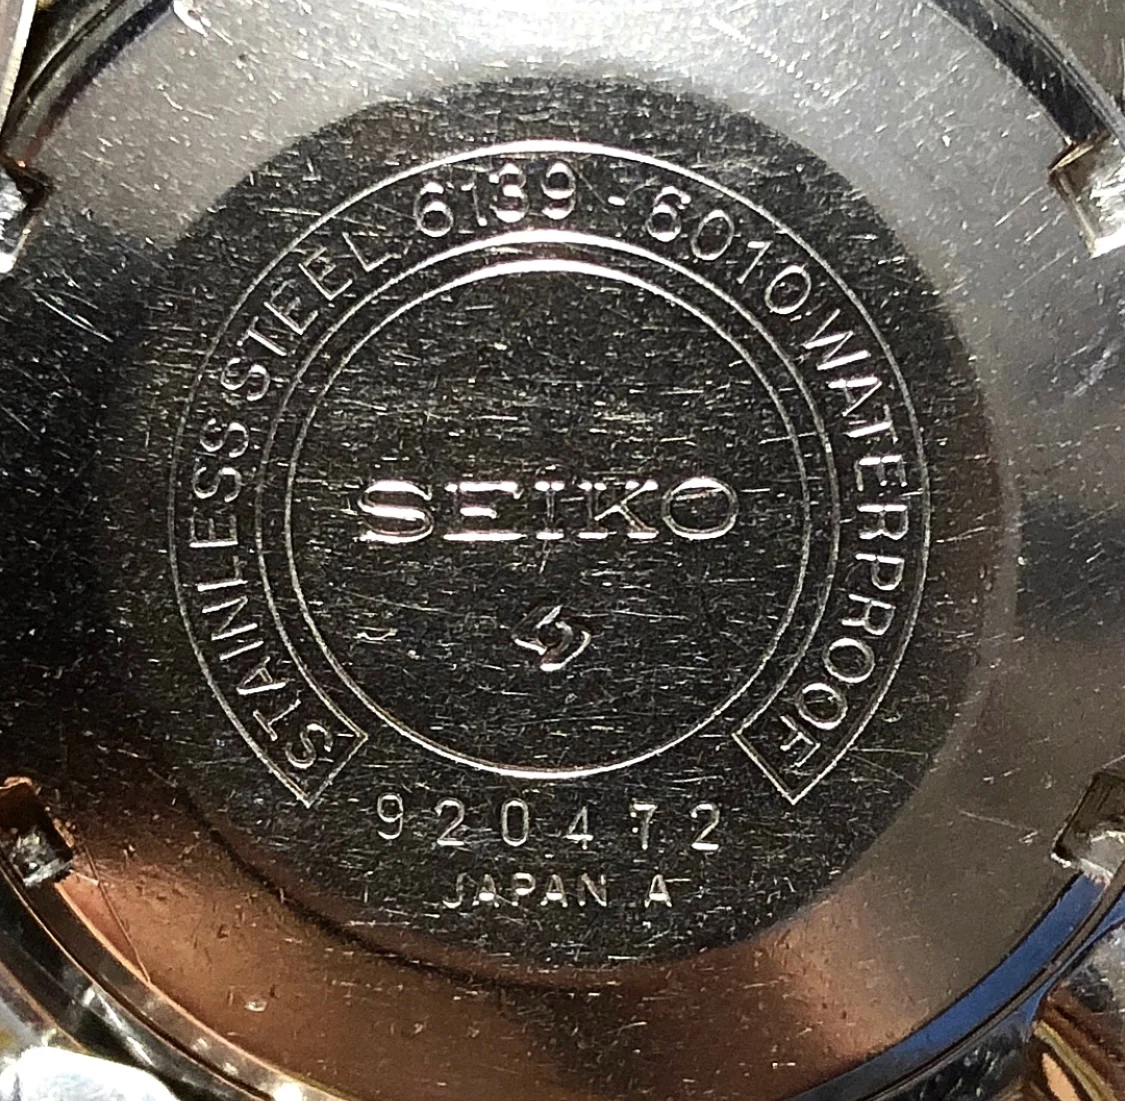 STAINLESS STEEL 6139-6010 WATERPROOF
SEIKO
920472
JAPAN A